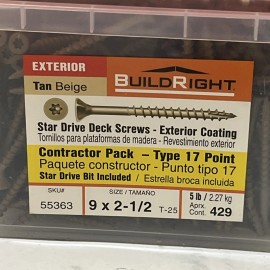 EXTERIOR
Tan Beige
BUILDRIGHT
Star Drive Deck Screws - Exterior Coating
Tornillos para plataformas de madera - Revestimiento exterior
Contractor Pack – Type 17 Point
Paquete constructor - Punto tipo 17
Star Drive Bit Included / Estrella broca incluida
SKU#
55363
SIZE / TAMAÑO
9 x 2-1/2 T-25
5 lb / 2.27 kg
Aprx.
Cont. 429